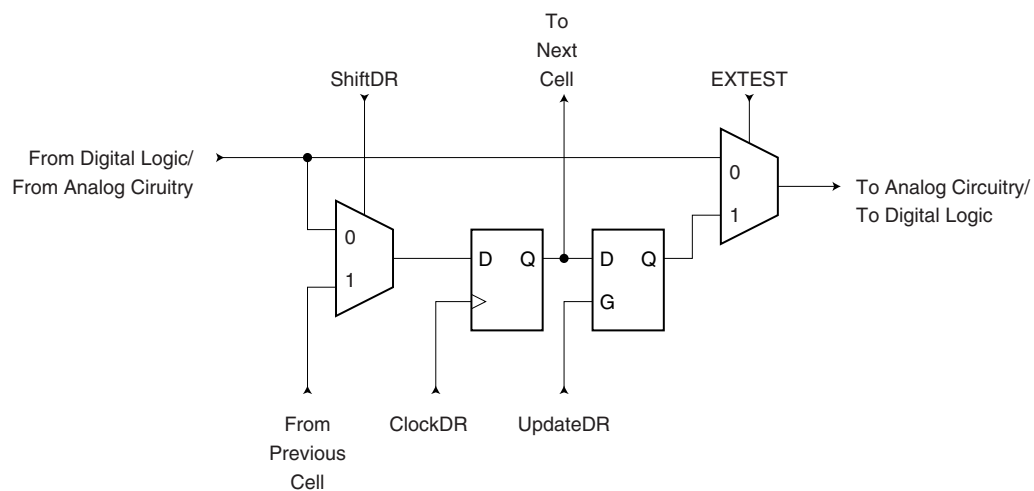 To
Next
Cell
ShiftDR
EXTEST
From Digital Logic/
From Analog Ciruitry
0
1
To Analog Circuitry/
To Digital Logic
0
1
D Q
D Q
G
From
Previous
Cell
ClockDR
UpdateDR